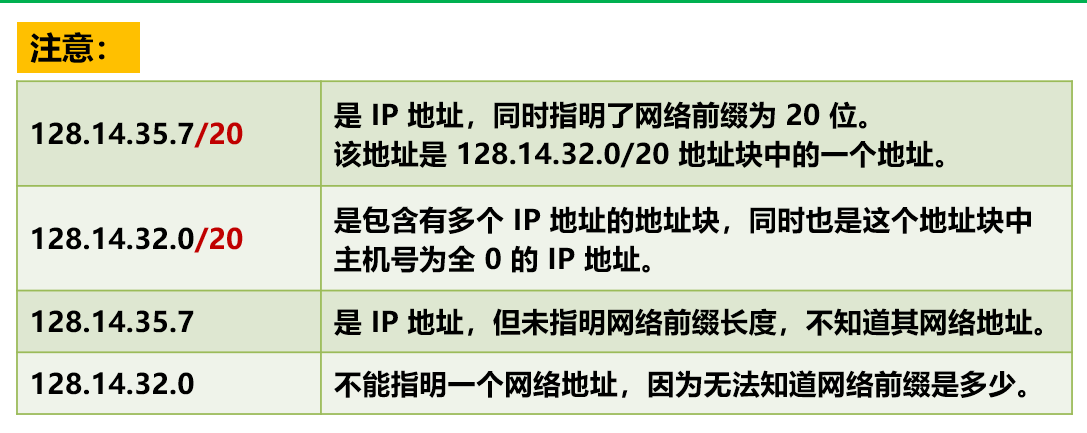 注意：
128.14.35.7/20
是 IP 地址，同时指明了网络前缀为 20 位。
该地址是 128.14.32.0/20 地址块中的一个地址。
128.14.32.0/20
是包含有多个 IP 地址的地址块，同时也是这个地址块中
主机号为全 0 的 IP 地址。
128.14.35.7
是 IP 地址，但未指明网络前缀长度，不知道其网络地址。
128.14.32.0
不能指明一个网络地址，因为无法知道网络前缀是多少。